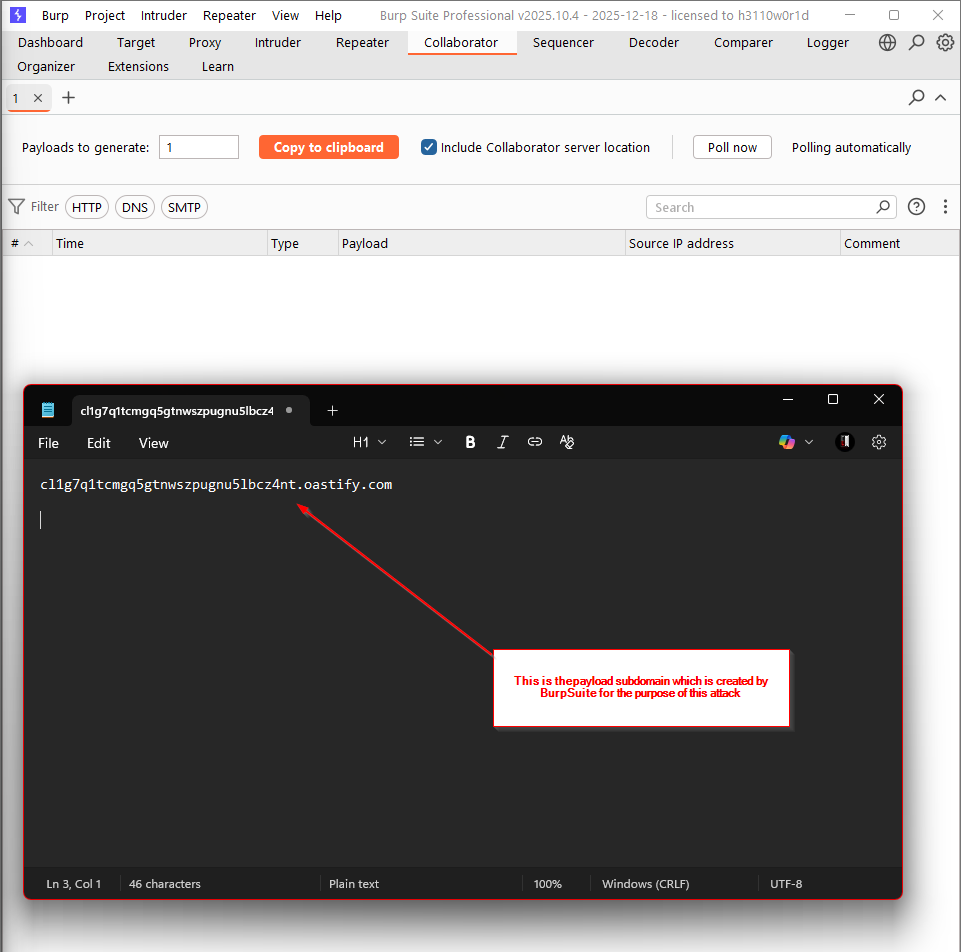 Burp Project Intruder Repeater View Help Burp Suite Professional v2025.10.4 - 2025-12-18 - licensed to h3110w0r1d
Dashboard Target Proxy Intruder Repeater Collaborator Sequencer Decoder Comparer Logger
Organizer Extensions Learn
1
Payloads to generate: 1 Copy to clipboard Include Collaborator server location Poll now Polling automatically
Filter HTTP DNS SMTP Search
# Time Type Payload Source IP address Comment
cl1g7q1tcmgq5gtnwszpugnu5lbcz4
File Edit View H1 B I
cl1g7q1tcmgq5gtnwszpugnu5lbcz4nt.oastify.com
This is thepayload subdomain which is created by
BurpSuite for the purpose of this attack
Ln 3, Col 1 46 characters Plain text 100% Windows (CRLF) UTF-8